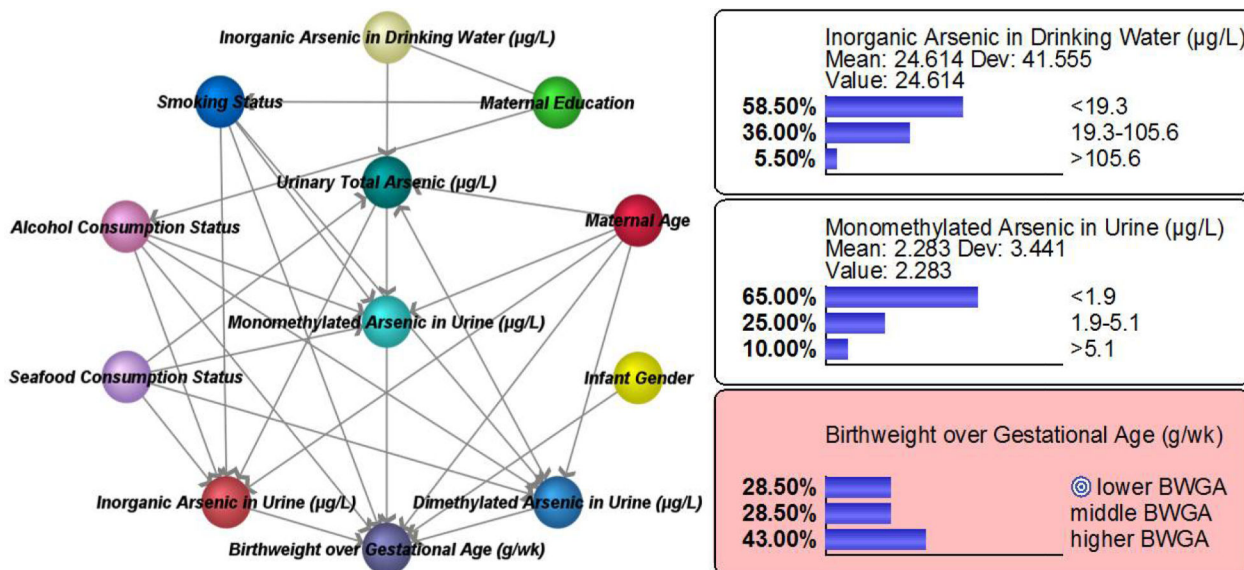 Inorganic Arsenic in Drinking Water (µg/L)
Smoking Status
Maternal Education
Urinary Total Arsenic (µg/L)
Alcohol Consumption Status
Maternal Age
Monomethylated Arsenic in Urine (µg/L)
Seafood Consumption Status
Infant Gender
Inorganic Arsenic in Urine (µg/L)
Dimethylated Arsenic in Urine (µg/L)
Birthweight over Gestational Age (g/wk)
Inorganic Arsenic in Drinking Water (µg/L)
Mean: 24.614 Dev: 41.555
Value: 24.614
58.50% <19.3
36.00% 19.3-105.6
5.50% >105.6
Monomethylated Arsenic in Urine (µg/L)
Mean: 2.283 Dev: 3.441
Value: 2.283
65.00% <1.9
25.00% 1.9-5.1
10.00% >5.1
Birthweight over Gestational Age (g/wk)
28.50% lower BWGA
28.50% middle BWGA
43.00% higher BWGA